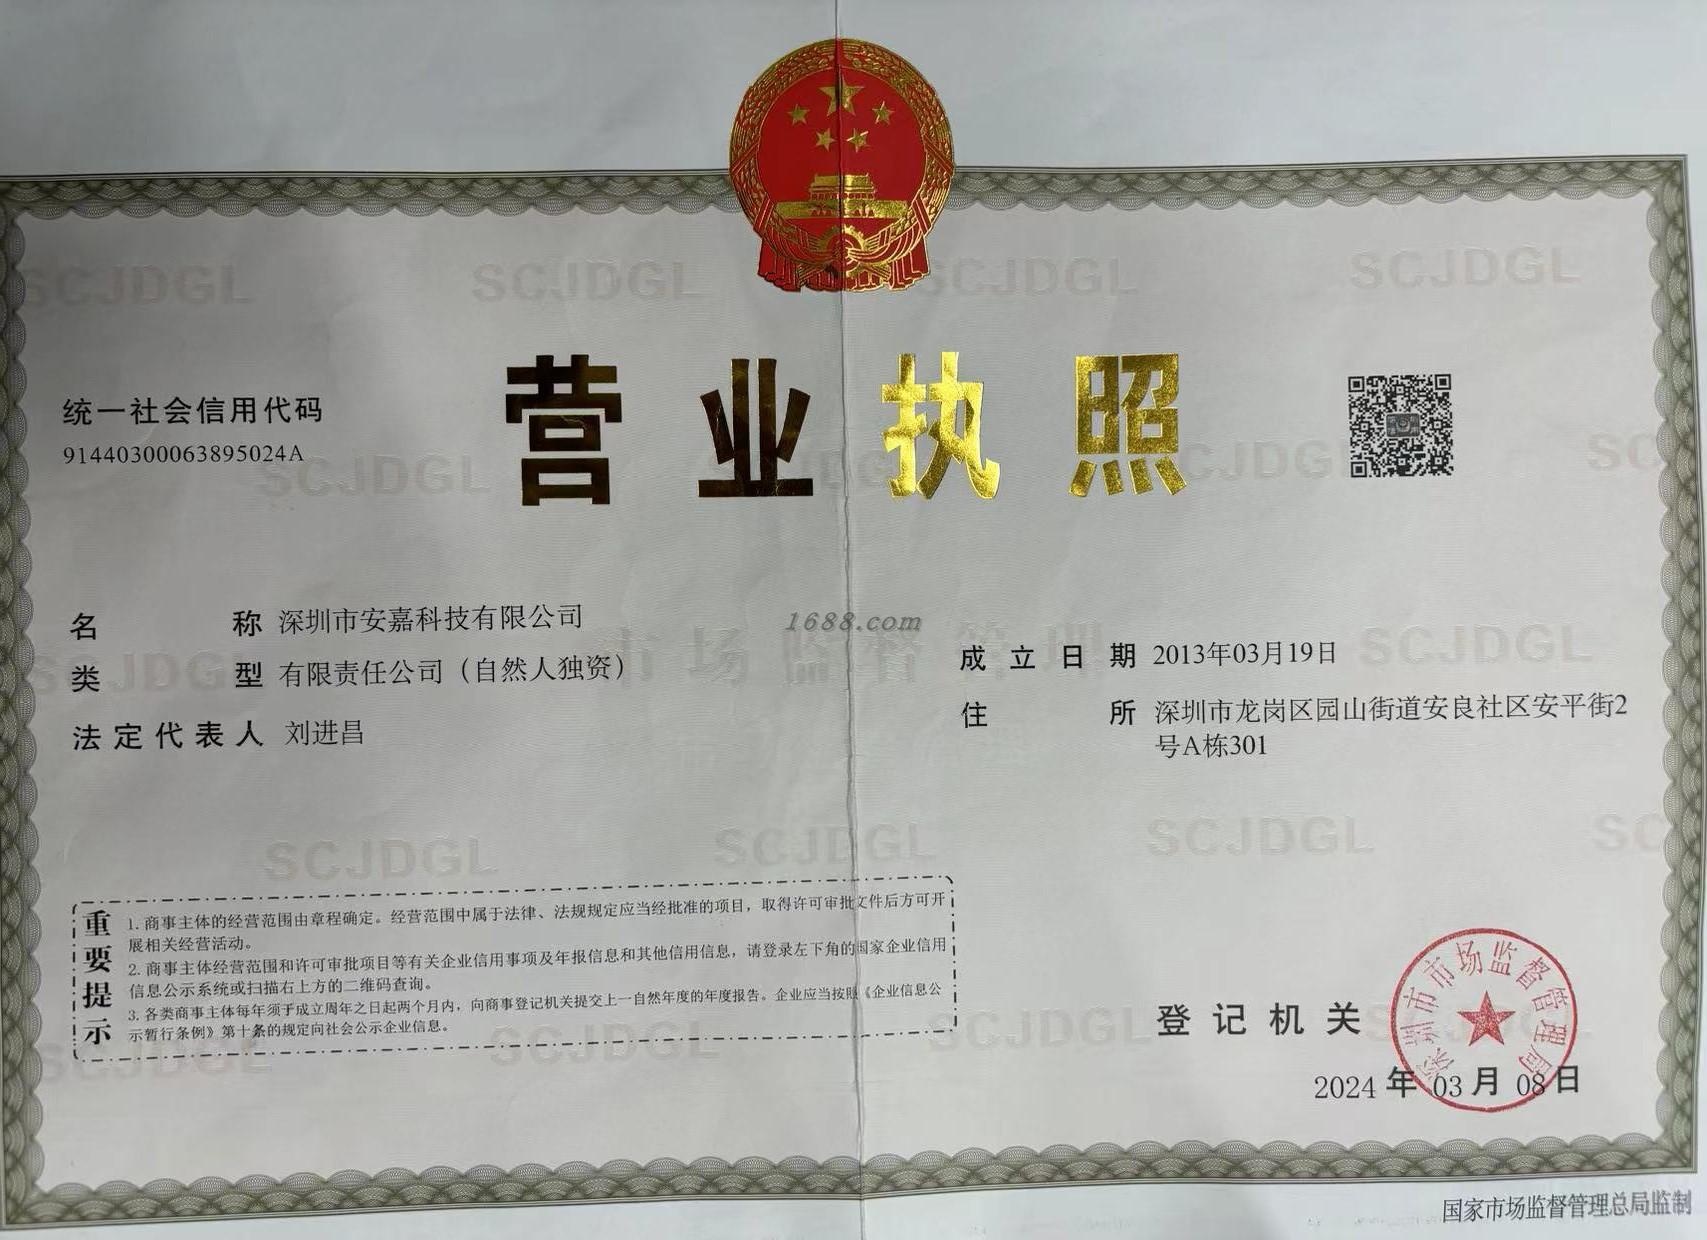 营业执照
统一社会信用代码
91440300063895024A
名称 深圳市安嘉科技有限公司
类型 有限责任公司（自然人独资）
法定代表人 刘进昌
成立日期 2013年03月19日
住所 深圳市龙岗区园山街道安良社区安平街2
号A栋301
1688.com
市场监督管理
SCJDGL
重要提示
1. 商事主体的经营范围由章程确定。经营范围中属于法律、法规规定应当经批准的项目，取得许可审批文件后方可开
展相关经营活动。
2. 商事主体经营范围和许可审批项目等有关企业信用事项及年报信息和其他信用信息，请登录左下角的国家企业信用
信息公示系统或扫描右上方的二维码查询。
3. 各类商事主体每年须于成立周年之日起两个月内，向商事登记机关提交上一自然年度的年度报告。企业应当按照《企业信息公
示暂行条例》第十条的规定向社会公示企业信息。
登记机关
深圳市市场监督管理局
2024年03月08日
国家市场监督管理总局监制